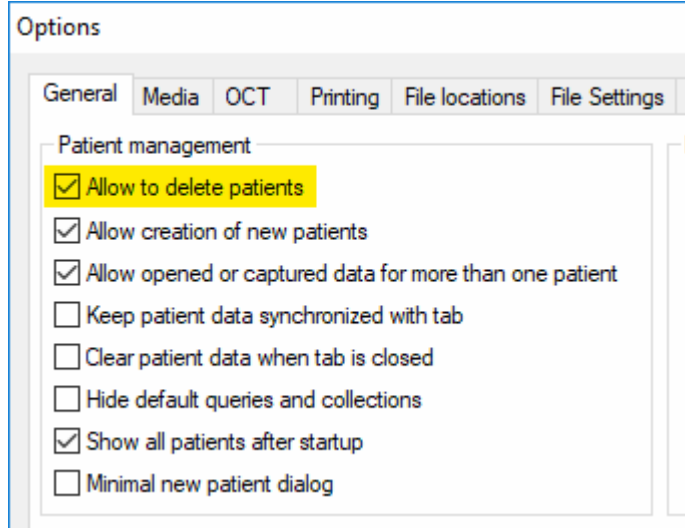 Options
General Media OCT Printing File locations File Settings
Patient management
Allow to delete patients
Allow creation of new patients
Allow opened or captured data for more than one patient
Keep patient data synchronized with tab
Clear patient data when tab is closed
Hide default queries and collections
Show all patients after startup
Minimal new patient dialog